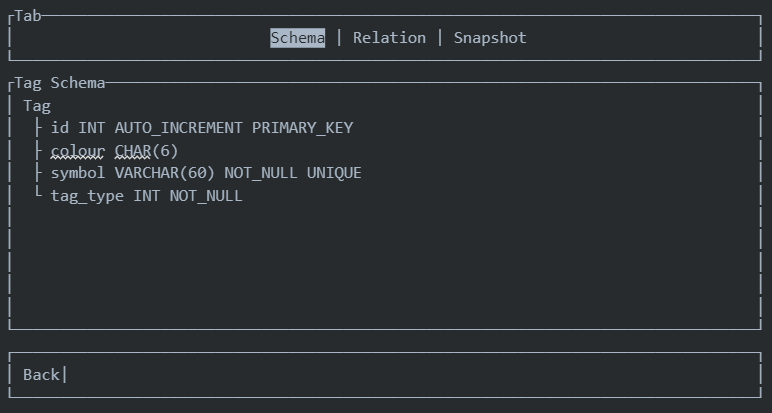 Tab
Schema | Relation | Snapshot
Tag Schema
Tag
├ id INT AUTO_INCREMENT PRIMARY_KEY
├ colour CHAR(6)
├ symbol VARCHAR(60) NOT_NULL UNIQUE
└ tag_type INT NOT_NULL
Back|